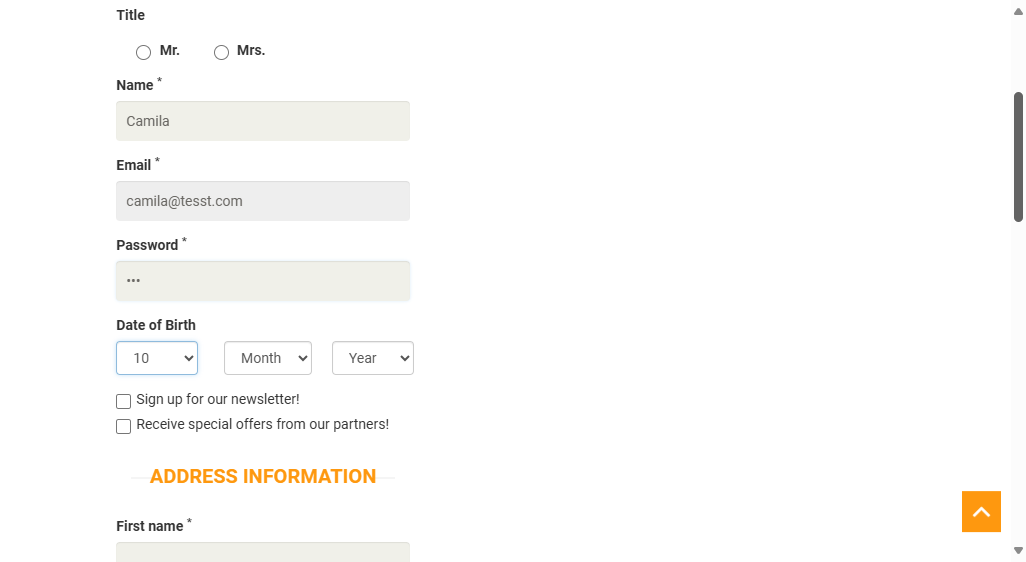 Title
Mr. Mrs.
Name *
Camila
Email *
camila@tesst.com
Password *
•••
Date of Birth
10 Month Year
Sign up for our newsletter!
Receive special offers from our partners!
ADDRESS INFORMATION
First name *